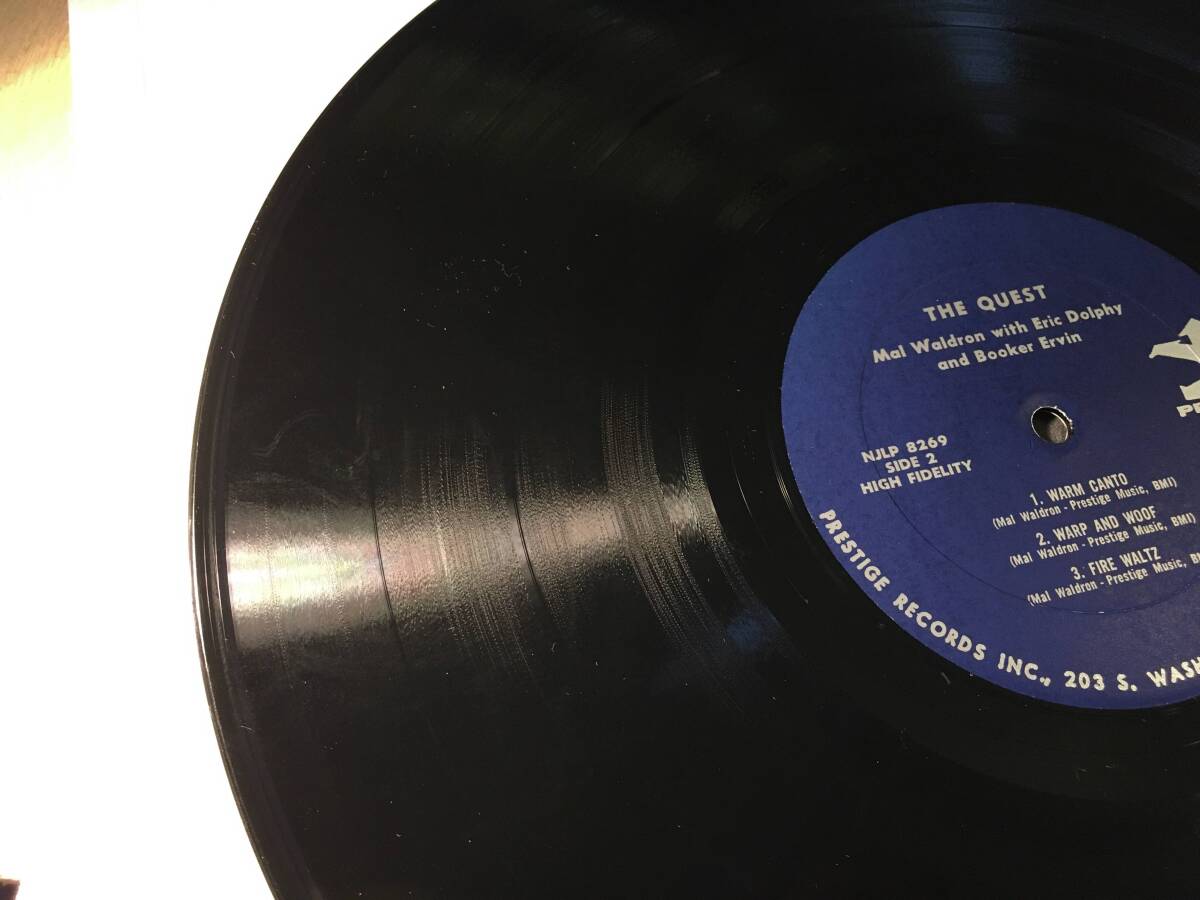 THE QUEST
Mal Waldron with Eric Dolphy
and Booker Ervin
NJLP 8269
SIDE 2
HIGH FIDELITY
1. WARM CANTO
(Mal Waldron - Prestige Music, BMI)
2. WARP AND WOOF
(Mal Waldron - Prestige Music, BMI)
3. FIRE WALTZ
(Mal Waldron - Prestige Music,
PRESTIGE RECORDS INC., 203 S.